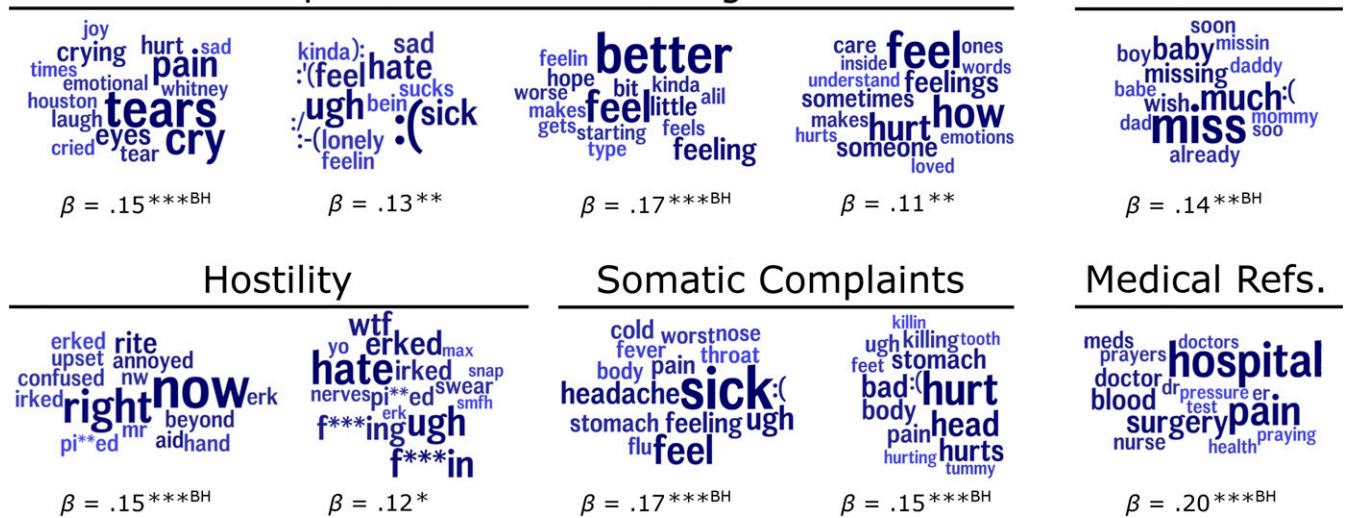 joy
crying hurt sad
times pain
emotional whitney
houston tears
laugh eyes cry
cried tear
kinda): sad
:'(feel hate
ugh bein sucks
:/ :( sick
:-(lonely
feelin
feelin better
hope bit kinda
worse feel little alil
makes
gets starting feels
type feeling
care feel ones
inside words
understand feelings
sometimes how
makes hurt
hurts someone emotions
loved
soon
boy baby missin
missing daddy
babe wish much :(
dad miss mommy
soo
already
β = .15***BH
β = .13**
β = .17***BH
β = .11**
β = .14**BH
Hostility
Somatic Complaints
Medical Refs.
erked rite
upset annoyed
confused nw now
irked right erk
beyond
pi**ed mr aid hand
wtf
yo erked max
hate irked snap
nerves pi**ed swear
erk smfh
f***ing ugh
f***in
cold worst nose
fever throat
body pain
headache sick :(
stomach feeling ugh
flu feel
killin
ugh killing tooth
feet stomach
bad :( hurt
body
pain head
hurting hurts
tummy
meds doctors
prayers hospital
doctor dr pressure er
blood test pain
surgery
nurse health praying
β = .15***BH
β = .12*
β = .17***BH
β = .15***BH
β = .20***BH